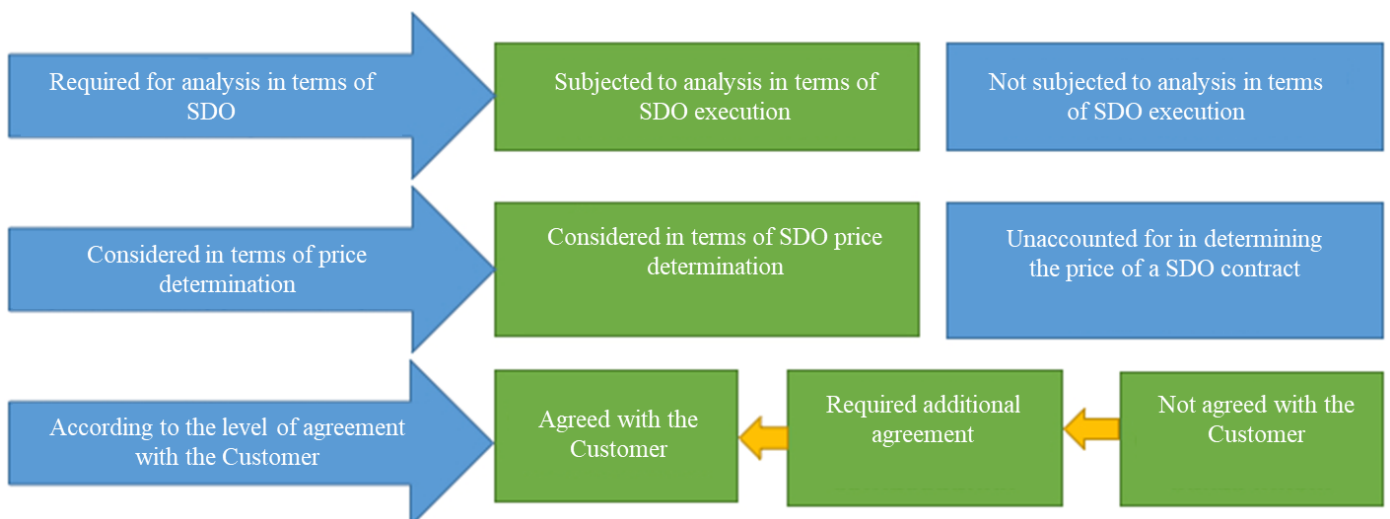 Required for analysis in terms of
SDO
Subjected to analysis in terms of
SDO execution
Not subjected to analysis in terms
of SDO execution
Considered in terms of price
determination
Considered in terms of SDO price
determination
Unaccounted for in determining
the price of a SDO contract
According to the level of agreement
with the Customer
Agreed with the
Customer
Required additional
agreement
Not agreed with the
Customer